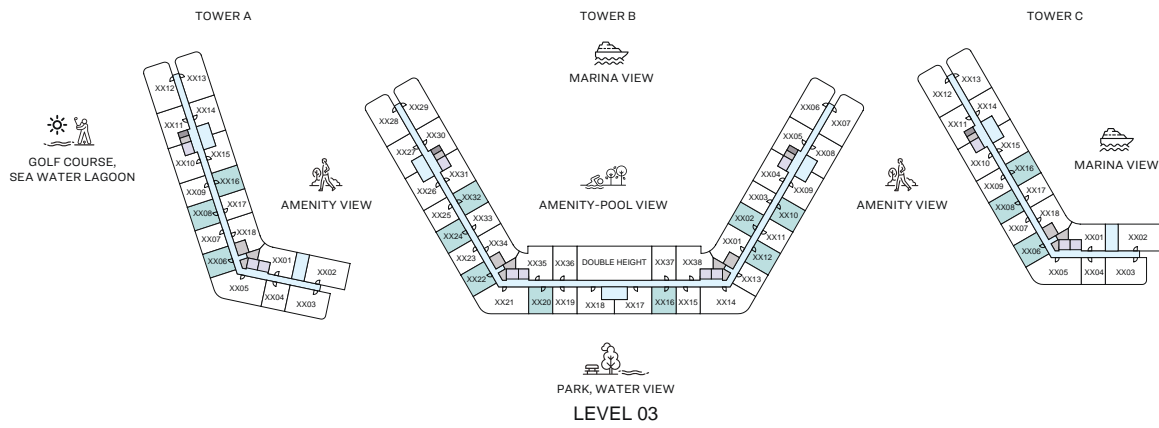 TOWER A
TOWER B
TOWER C
MARINA VIEW
GOLF COURSE,
SEA WATER LAGOON
AMENITY VIEW
AMENITY-POOL VIEW
AMENITY VIEW
MARINA VIEW
XX13
XX12
XX14
XX11
XX15
XX10
XX16
XX09
XX17
XX08
XX18
XX07
XX06
XX01
XX02
XX05
XX04
XX03
XX29
XX28
XX30
XX27
XX31
XX26
XX32
XX25
XX33
XX24
XX34
XX23
XX22
XX21
XX35
XX36
DOUBLE HEIGHT
XX37
XX38
XX20
XX19
XX18
XX17
XX16
XX15
XX14
XX06
XX07
XX05
XX08
XX04
XX09
XX03
XX10
XX02
XX11
XX01
XX12
XX13
XX13
XX12
XX14
XX11
XX15
XX10
XX16
XX09
XX17
XX08
XX18
XX07
XX06
XX01
XX02
XX05
XX04
XX03
PARK, WATER VIEW
LEVEL 03